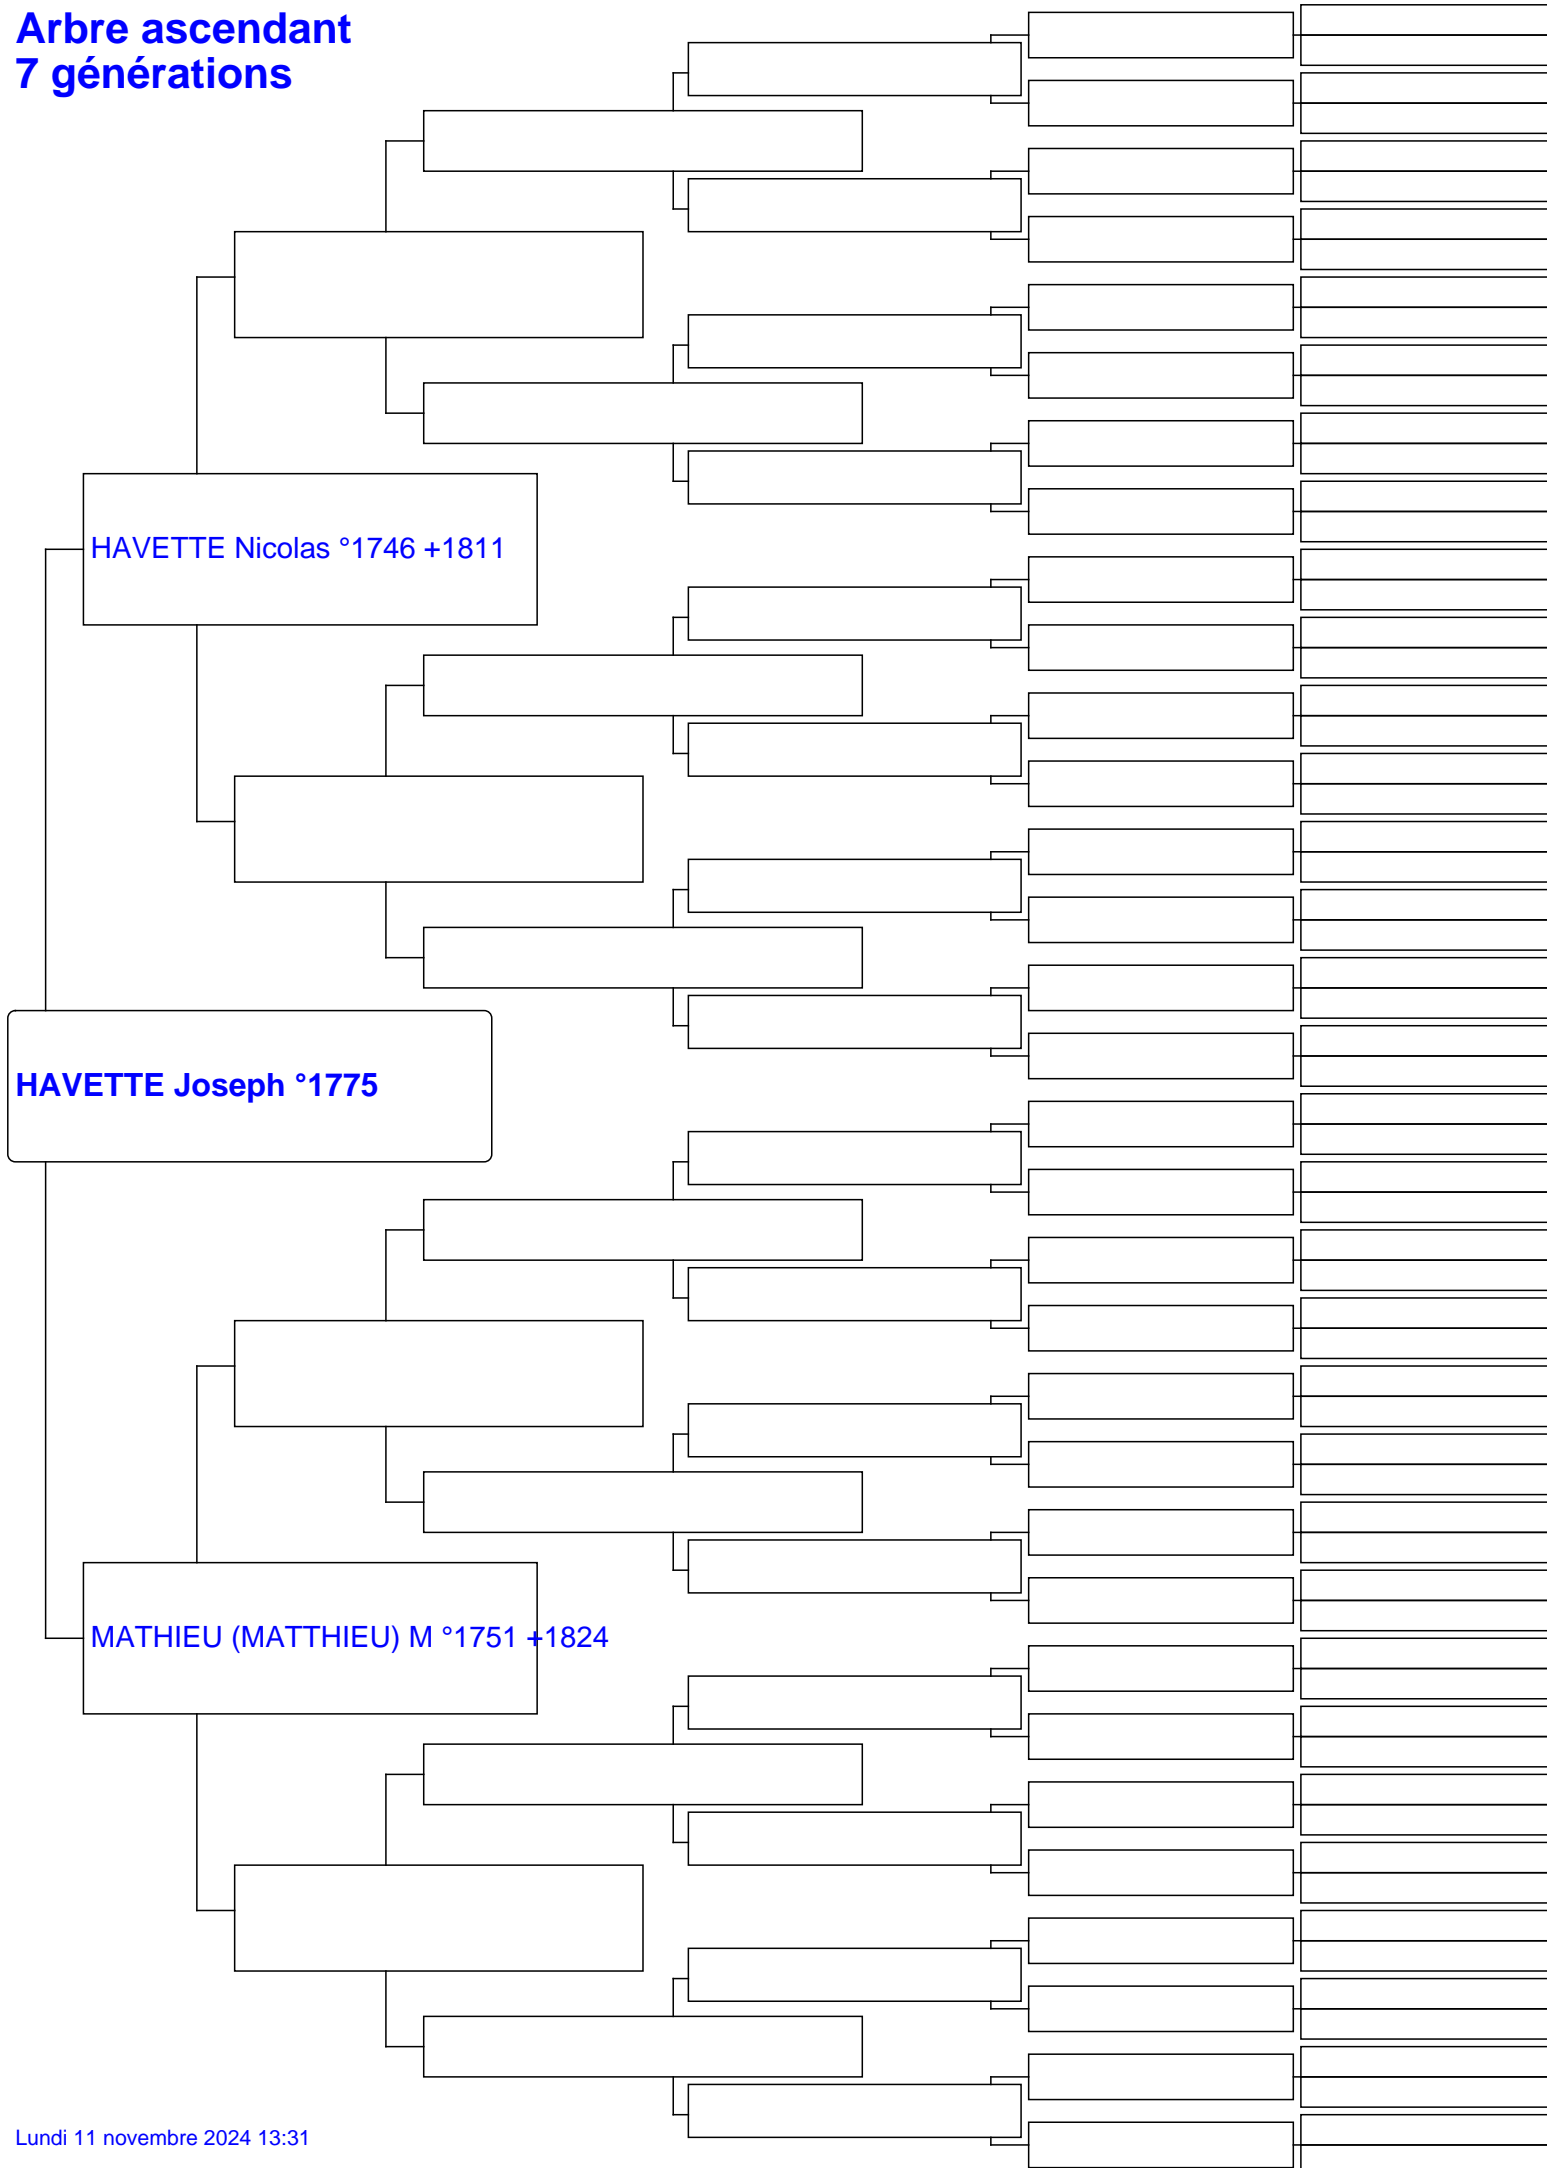 Arbre ascendant
7 générations
HAVETTE Nicolas °1746 +1811
HAVETTE Joseph °1775
MATHIEU (MATTHIEU) M °1751 +1824
Lundi 11 novembre 2024 13:31